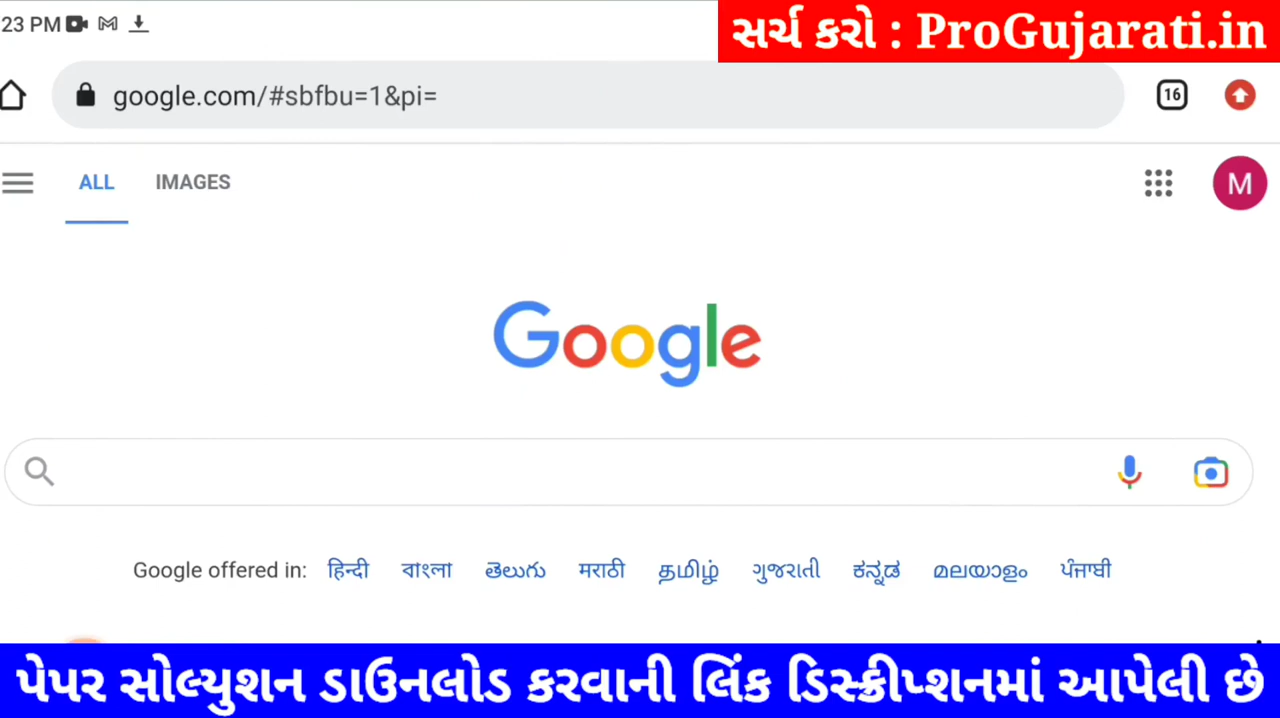 23 PM
સર્ચ કરો : ProGujarati.in
google.com/#sbfbu=1&pi=
16
ALL IMAGES
M
Google
Google offered in: हिन्दी বাংলা తెలుగు मराठी தமிழ் ગુજરાતી ಕನ್ನಡ മലയാളം ਪੰਜਾਬੀ
પેપર સોલ્યુશન ડાઉનલોડ કરવાની લિંક ડિસ્ક્રીપ્શનમાં આપેલી છે